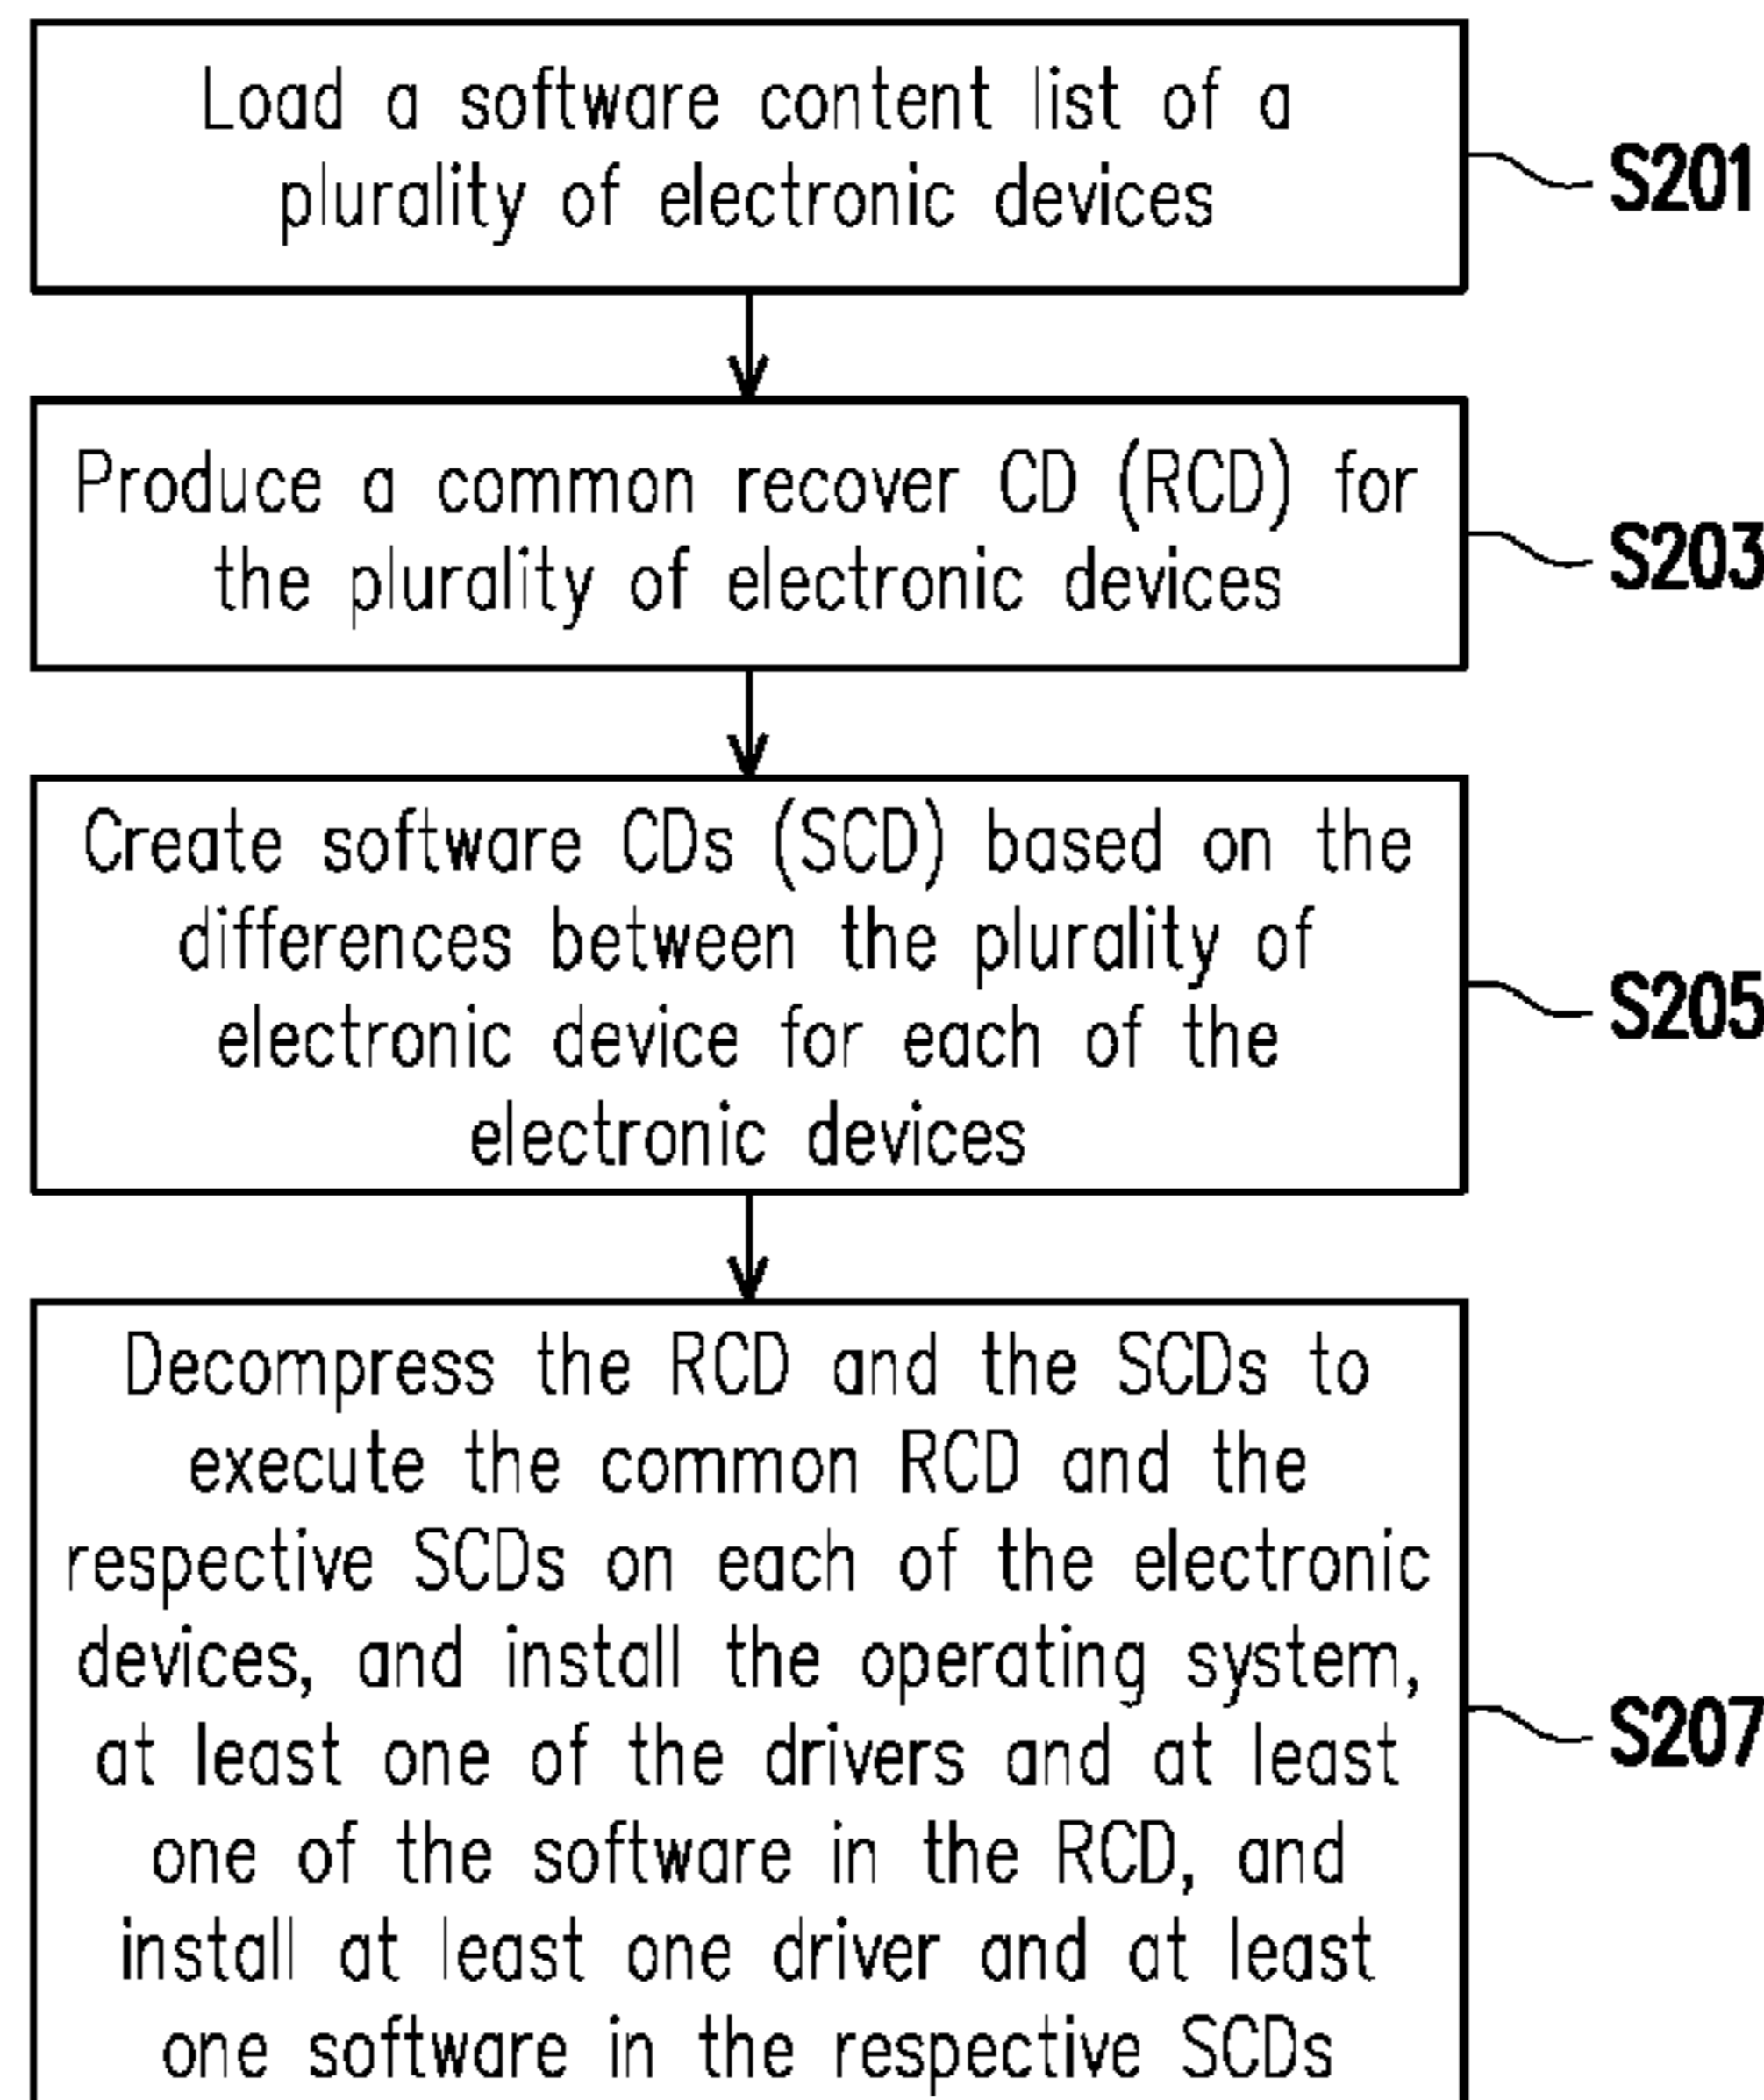 Load a software content list of a
plurality of electronic devices
S201
Produce a common recover CD (RCD) for
the plurality of electronic devices
S203
Create software CDs (SCD) based on the
differences between the plurality of
electronic device for each of the
electronic devices
S205
Decompress the RCD and the SCDs to
execute the common RCD and the
respective SCDs on each of the electronic
devices, and install the operating system,
at least one of the drivers and at least
one of the software in the RCD, and
install at least one driver and at least
one software in the respective SCDs
S207